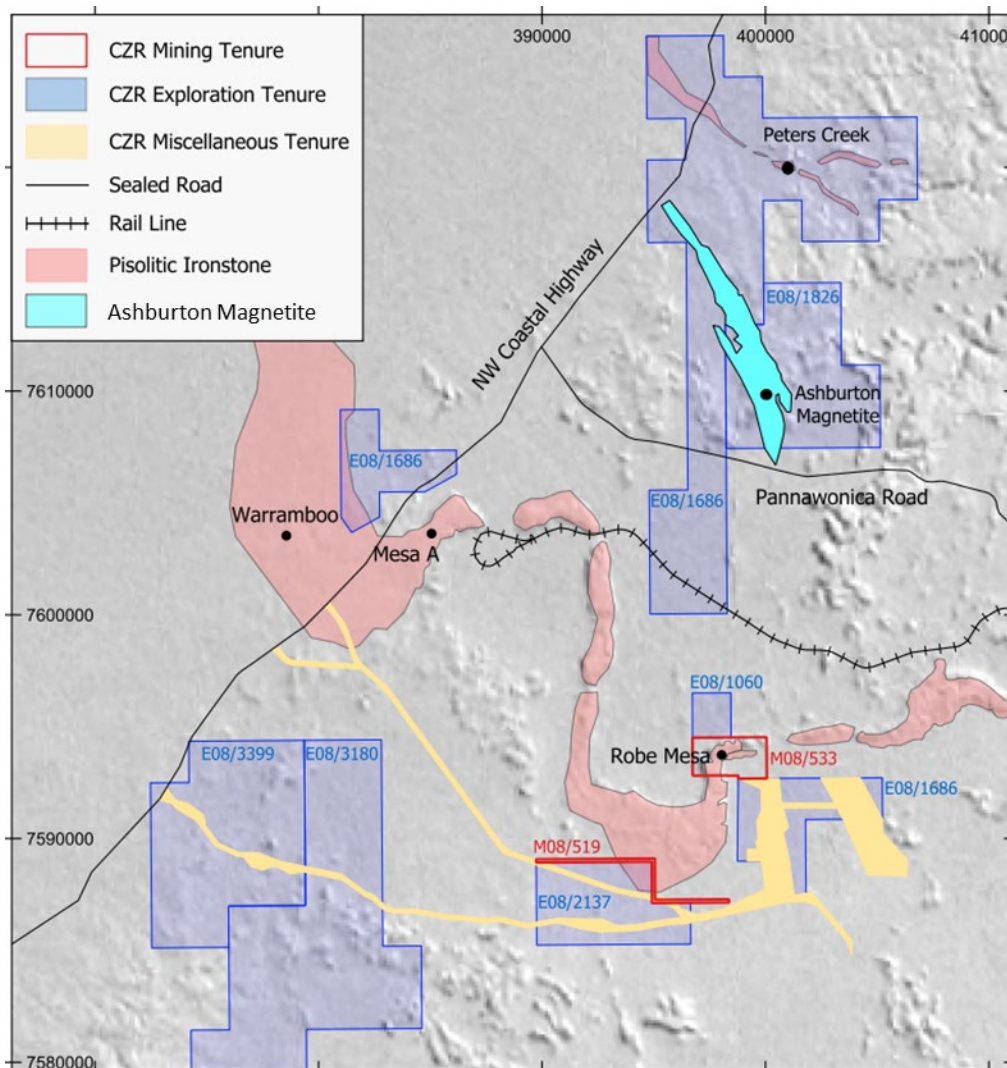 390000
400000
41000
CZR Mining Tenure
CZR Exploration Tenure
CZR Miscellaneous Tenure
Sealed Road
Rail Line
Pisolitic Ironstone
Ashburton Magnetite
Peters Creek
NW Coastal Highway
E08/1826
7610000
Ashburton
Magnetite
E08/1686
E08/1686
Pannawonica Road
Warramboo
Mesa A
7600000
E08/1060
Robe Mesa
M08/533
E08/3399
E08/3180
E08/1686
7590000
M08/519
E08/2137
7580000